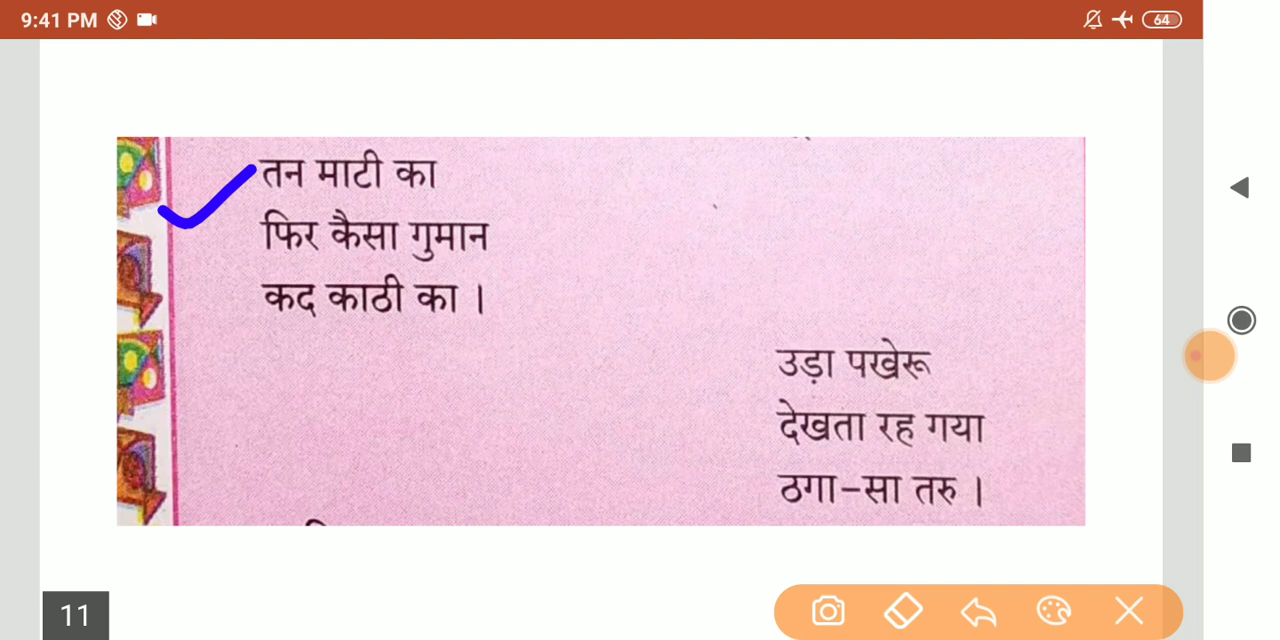 9:41 PM
64
तन माटी का
फिर कैसा गुमान
कद काठी का ।
उड़ा पखेरू
देखता रह गया
ठगा-सा तरु ।
11